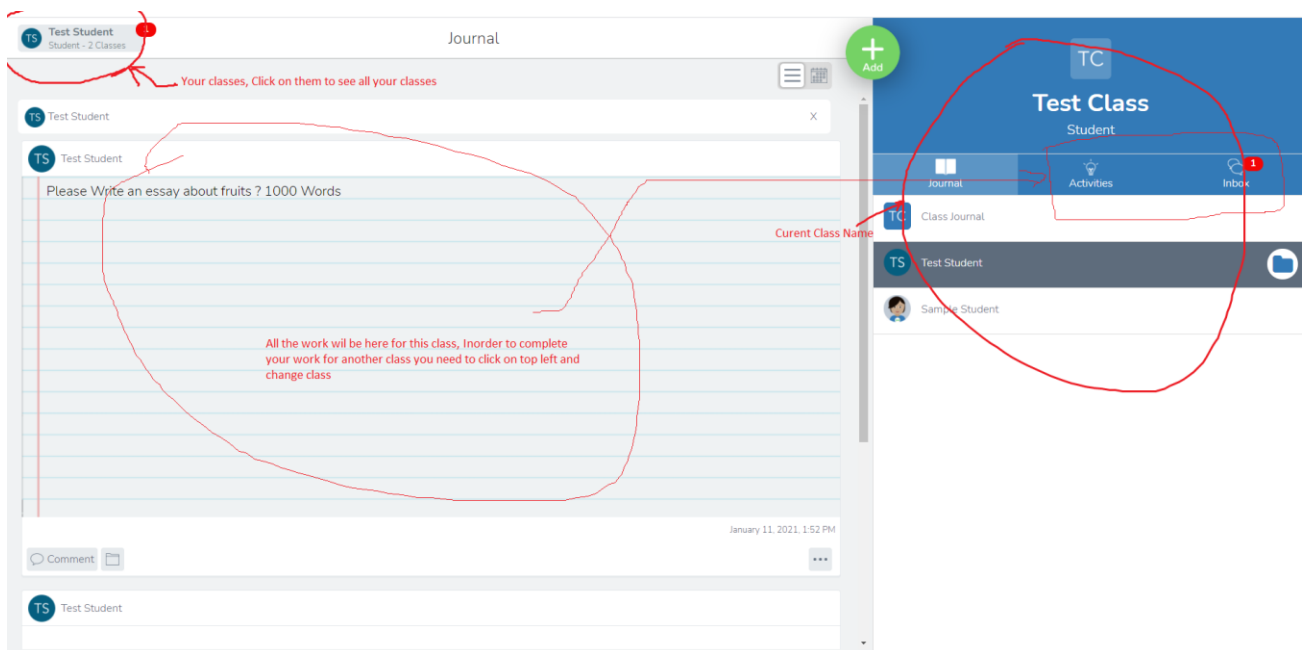 TS
Test Student
Student - 2 Classes
1
Journal
Add
Your classes, Click on them to see all your classes
TS Test Student
X
TS Test Student
Please Write an essay about fruits ? 1000 Words
All the work wil be here for this class, Inorder to complete
your work for another class you need to click on top left and
change class
January 11, 2021, 1:52 PM
Comment
TS Test Student
TC
Test Class
Student
Journal
Activities
Inbox
1
Curent Class Name
TC Class Journal
TS Test Student
Sample Student